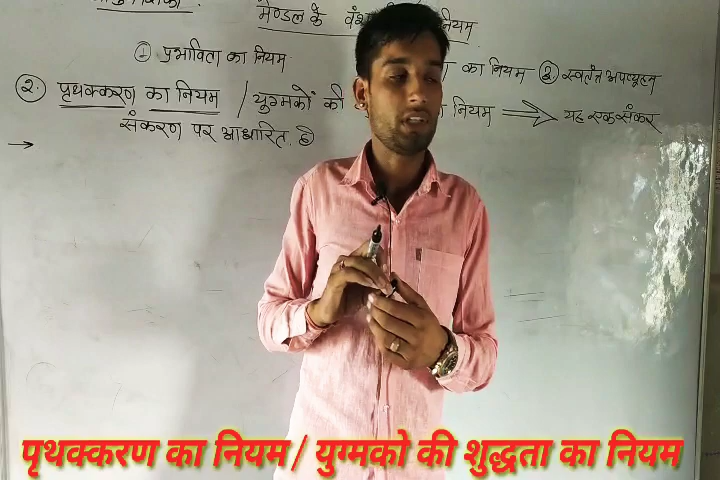 मेण्डल के वंशा नियम
① प्रभाविता का नियम का नियम ③ स्वतंत्र अपव्यूहन
②. पृथक्करण का नियम / युग्मकों की नियम ⟹ यह एकसंकर
संकरण पर आधारित है
→
पृथक्करण का नियम / युग्मको की शुद्धता का नियम